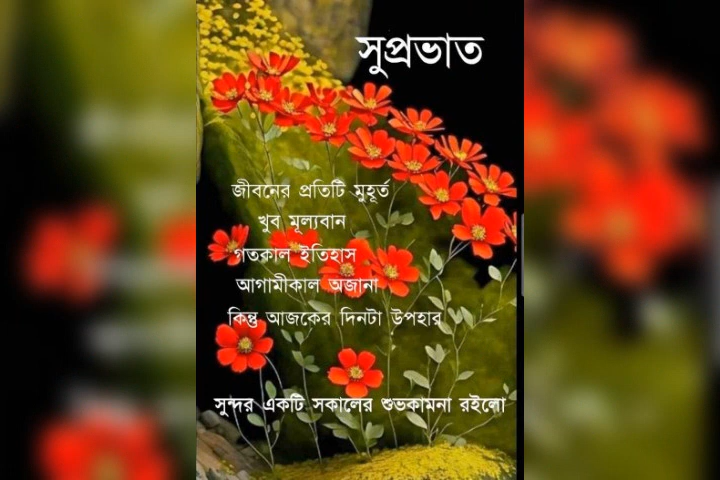 সুপ্রভাত
জীবনের প্রতিটি মুহূর্ত
খুব মূল্যবান
গতকাল ইতিহাস
আগামীকাল অজানা
কিন্তু আজকের দিনটা উপহার
সুন্দর একটি সকালের শুভকামনা রইলো